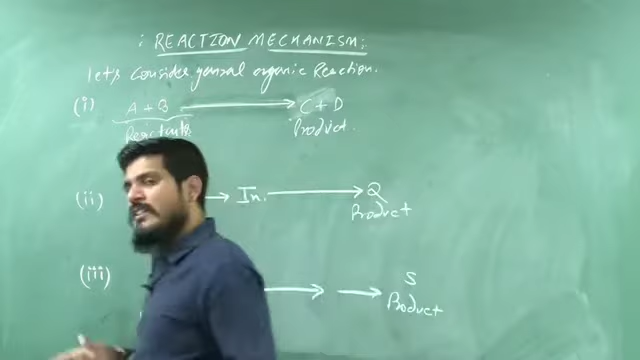 : REACTION MECHANISM:
Let's Consider general organic Reaction.
(i) A + B ⟶ C + D
Reactants Product.
(ii) → In. ⟶ Q
Product
(iii) ⟶ → S
Product